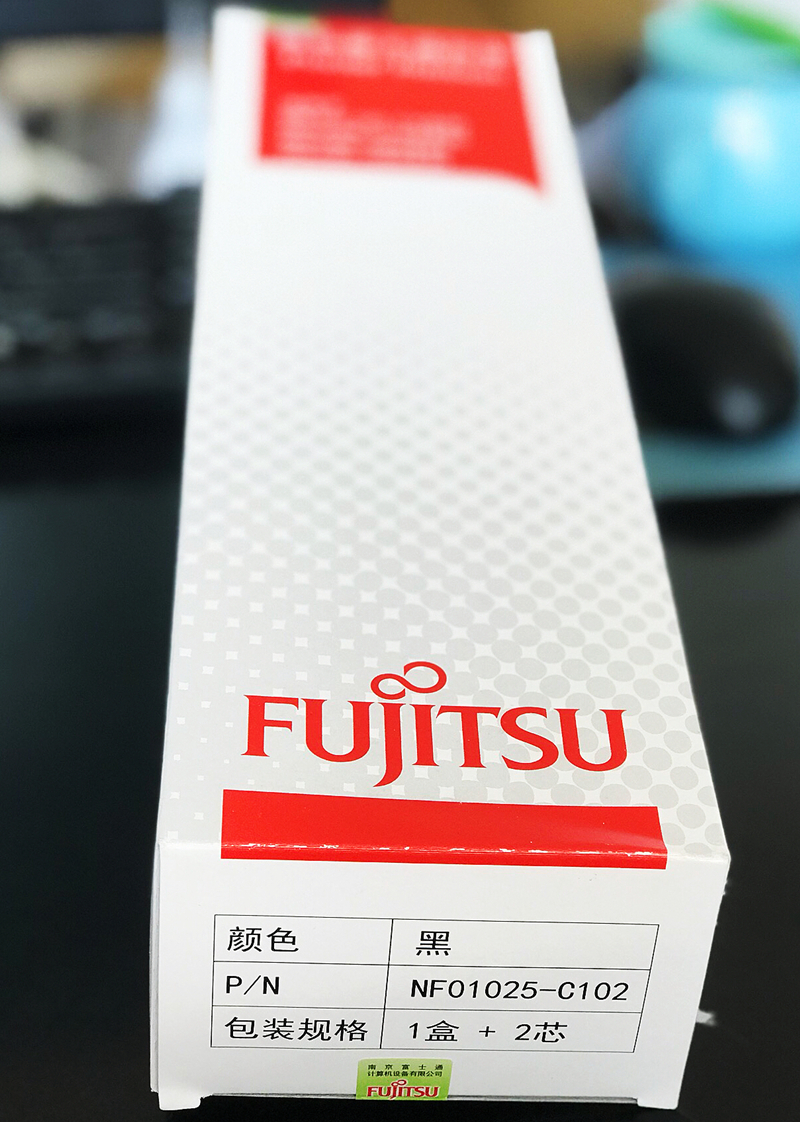 FUJITSU
颜色 黑
P/N NF01025-C102
包装规格 1盒 + 2芯
南京富士通
计算机设备有限公司
FUJITSU